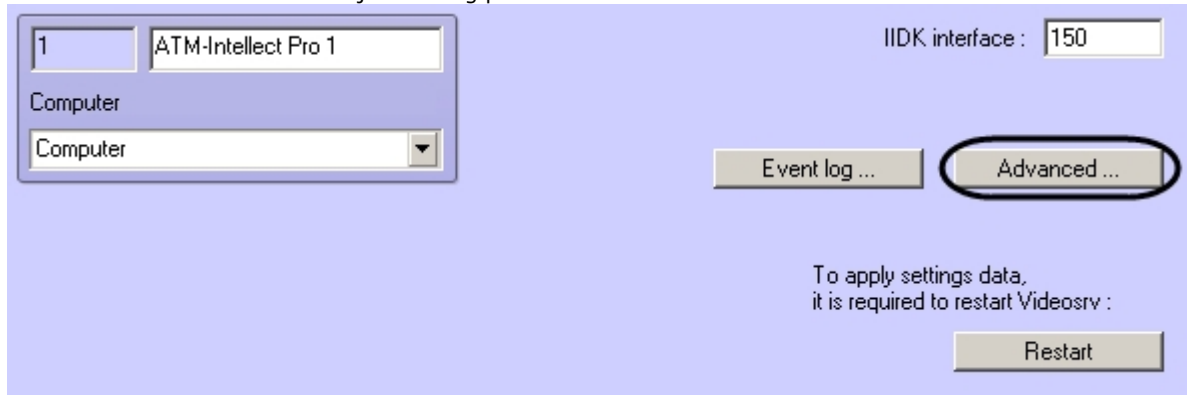 1
ATM-Intellect Pro 1
IIDK interface : 150
Computer
Computer
Event log ...
Advanced ...
To apply settings data,
it is required to restart Videosrv :
Restart